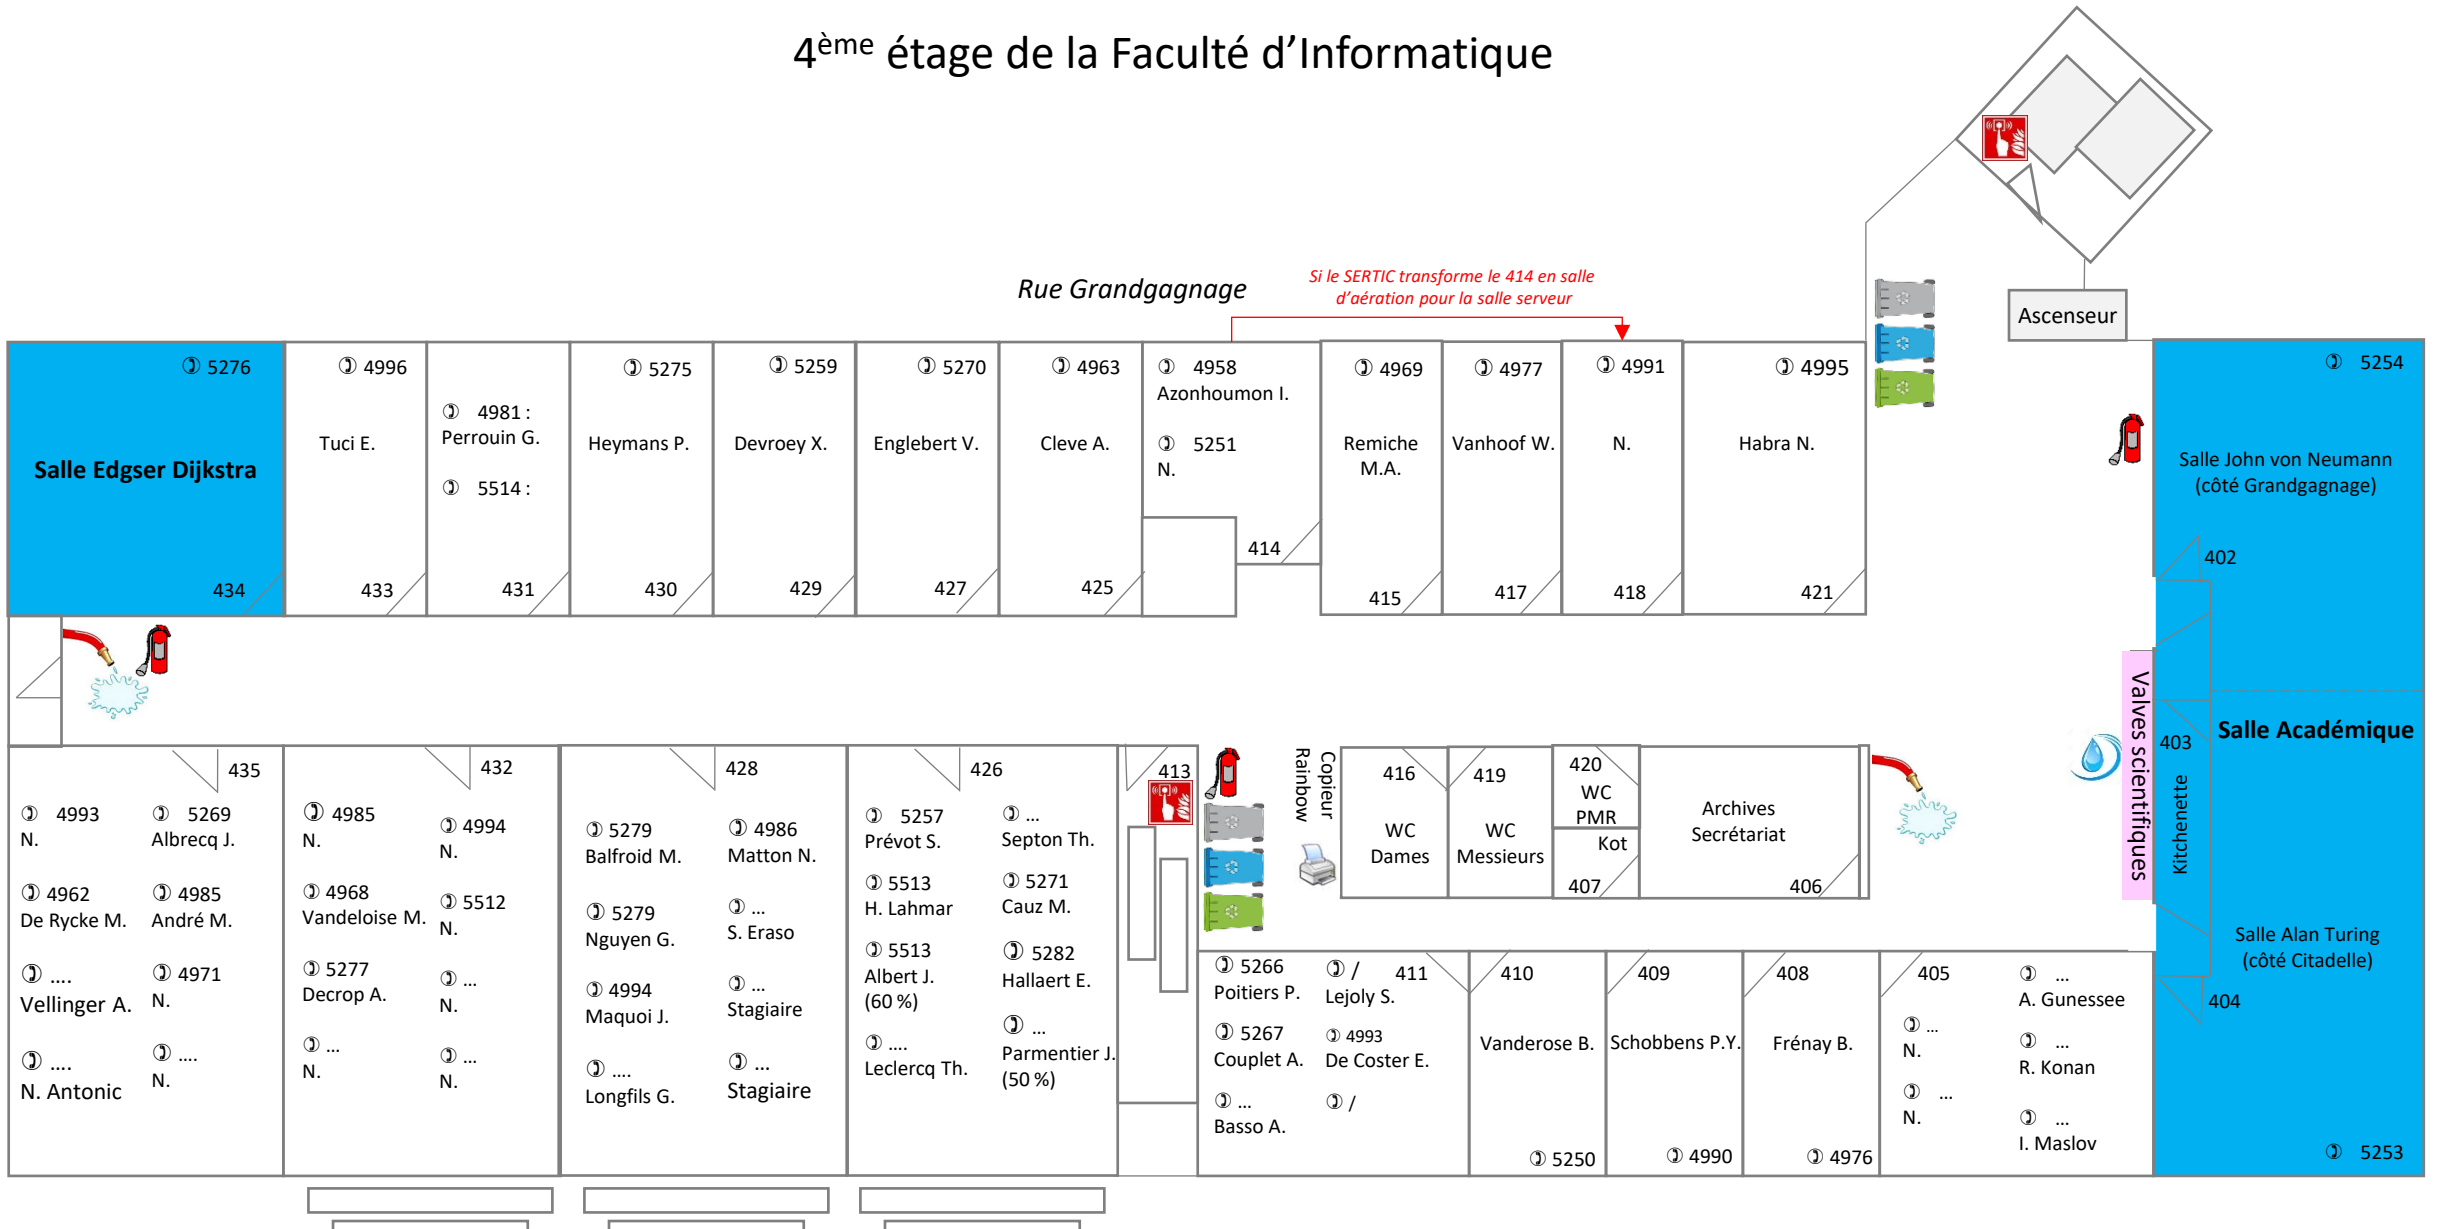 4ème étage de la Faculté d’Informatique
Rue Grandgagnage
Si le SERTIC transforme le 414 en salle
d’aération pour la salle serveur
Ascenseur
5276
Salle Edgser Dijkstra
434
4996
Tuci E.
433
4981 :
Perrouin G.
5514 :
431
5275
Heymans P.
430
5259
Devroey X.
429
5270
Englebert V.
427
4963
Cleve A.
425
4958
Azonhoumon I.
5251
N.
414
4969
Remiche
M.A.
415
4977
Vanhoof W.
417
4991
N.
418
4995
Habra N.
421
5254
Salle John von Neumann
(côté Grandgagnage)
402
Valves scientifiques
403
Kitchenette
Salle Académique
Salle Alan Turing
(côté Citadelle)
404
5253
435
4993
N.
4962
De Rycke M.
....
Vellinger A.
....
N. Antonic
5269
Albrecq J.
4985
André M.
4971
N.
....
N.
432
4985
N.
4968
Vandeloise M.
5277
Decrop A.
...
N.
4994
N.
5512
N.
...
N.
...
N.
428
5279
Balfroid M.
5279
Nguyen G.
4994
Maquoi J.
....
Longfils G.
4986
Matton N.
...
S. Eraso
...
Stagiaire
...
Stagiaire
426
5257
Prévot S.
5513
H. Lahmar
5513
Albert J.
(60 %)
....
Leclercq Th.
...
Septon Th.
5271
Cauz M.
5282
Hallaert E.
...
Parmentier J.
(50 %)
413
Copieur
Rainbow
416
WC
Dames
419
WC
Messieurs
420
WC
PMR
Kot
407
Archives
Secrétariat
406
411
5266
Poitiers P.
5267
Couplet A.
...
Basso A.
/
Lejoly S.
4993
De Coster E.
/
410
Vanderose B.
5250
409
Schobbens P.Y.
4990
408
Frénay B.
4976
405
...
N.
...
N.
...
A. Gunessee
...
R. Konan
...
I. Maslov